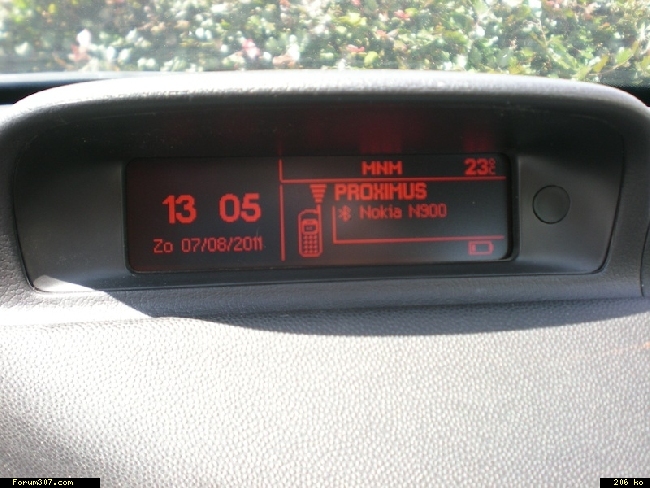 13 05
Zo 07/08/2011
MNM 23°C
PROXIMUS
Nokia N900
Forum307.com
206 ko